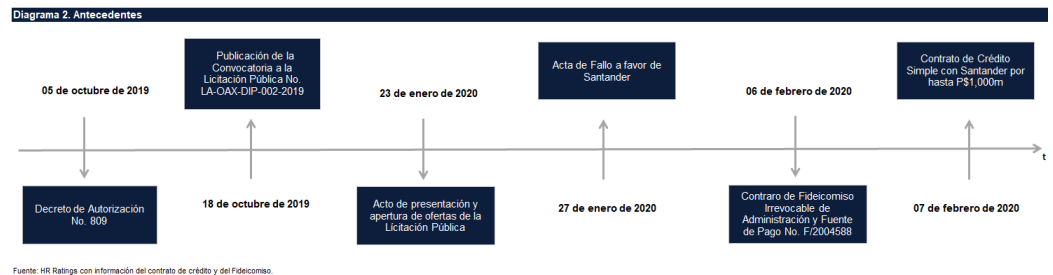 Diagrama 2. Antecedentes
05 de octubre de 2019
Decreto de Autorización
No. 809
Publicación de la
Convocatoria a la
Licitación Pública No.
LA-OAX-DIP-002-2019
18 de octubre de 2019
23 de enero de 2020
Acto de presentación y
apertura de ofertas de la
Lícitación Pública
Acta de Fallo a favor de
Santander
27 de enero de 2020
06 de febrero de 2020
Contraro de Fideicomiso
Irrevocable de
Administración y Fuente
de Pago No. F/2004588
Contrato de Crédito
Simple con Santander por
hasta P$1,000m
07 de febrero de 2020
t
Fuente: HR Ratings con información del contrato de crédito y del Fideicomiso.